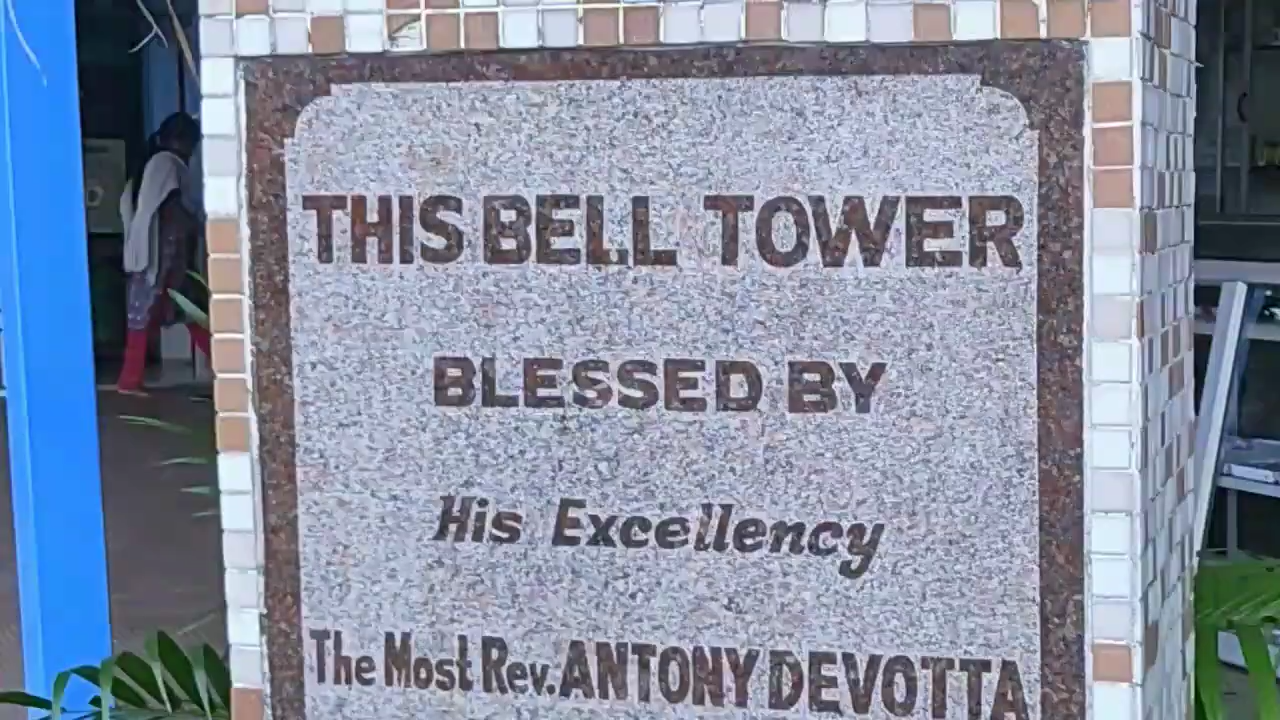 THIS BELL TOWER
BLESSED BY
His Excellency
The Most Rev. ANTONY DEVOTTA